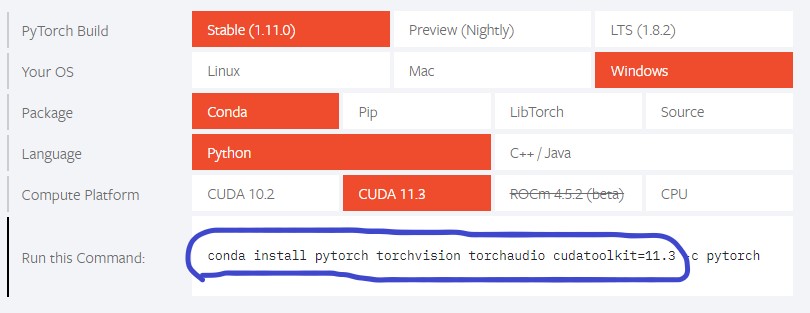 PyTorch Build Stable (1.11.0) Preview (Nightly) LTS (1.8.2)
Your OS Linux Mac Windows
Package Conda Pip LibTorch Source
Language Python C++ / Java
Compute Platform CUDA 10.2 CUDA 11.3 ROCm 4.5.2 (beta) CPU
Run this Command: conda install pytorch torchvision torchaudio cudatoolkit=11.3 -c pytorch